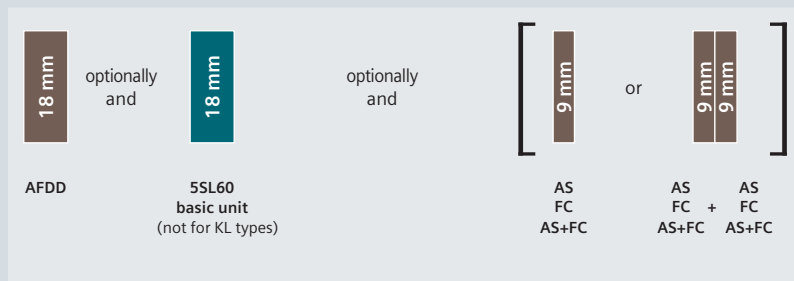 18 mm
optionally
and
18 mm
optionally
and
9 mm
or
9 mm
9 mm
AFDD
5SL60
basic unit
(not for KL types)
AS
FC
AS+FC
AS AS
FC + FC
AS+FC AS+FC